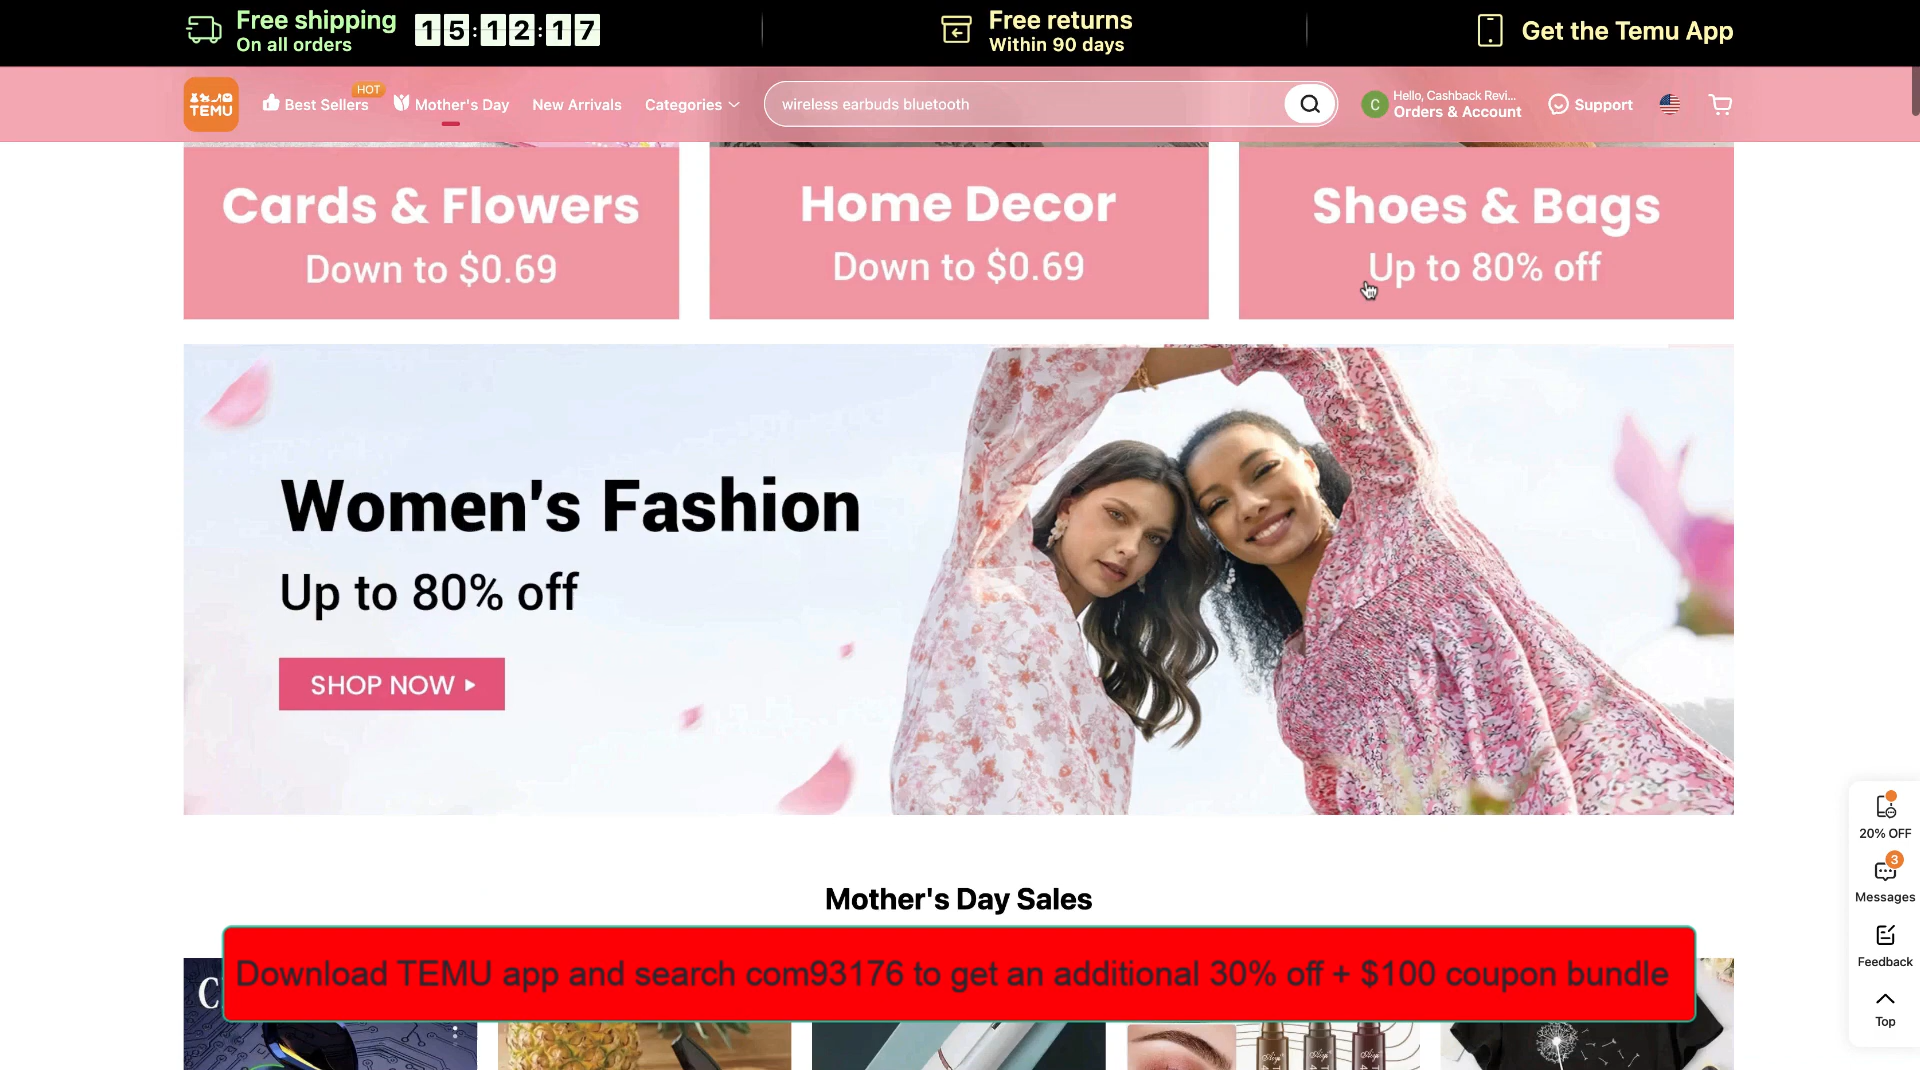 Free shipping
On all orders
15:12:17
Free returns
Within 90 days
Get the Temu App
TEMU
Best Sellers
HOT
Mother's Day
New Arrivals
Categories
wireless earbuds bluetooth
C
Hello, Cashback Revi...
Orders & Account
Support
Cards & Flowers
Down to $0.69
Home Decor
Down to $0.69
Shoes & Bags
Up to 80% off
Women's Fashion
Up to 80% off
SHOP NOW
20% OFF
3
Messages
Feedback
Top
Mother's Day Sales
C
Download TEMU app and search com93176 to get an additional 30% off + $100 coupon bundle